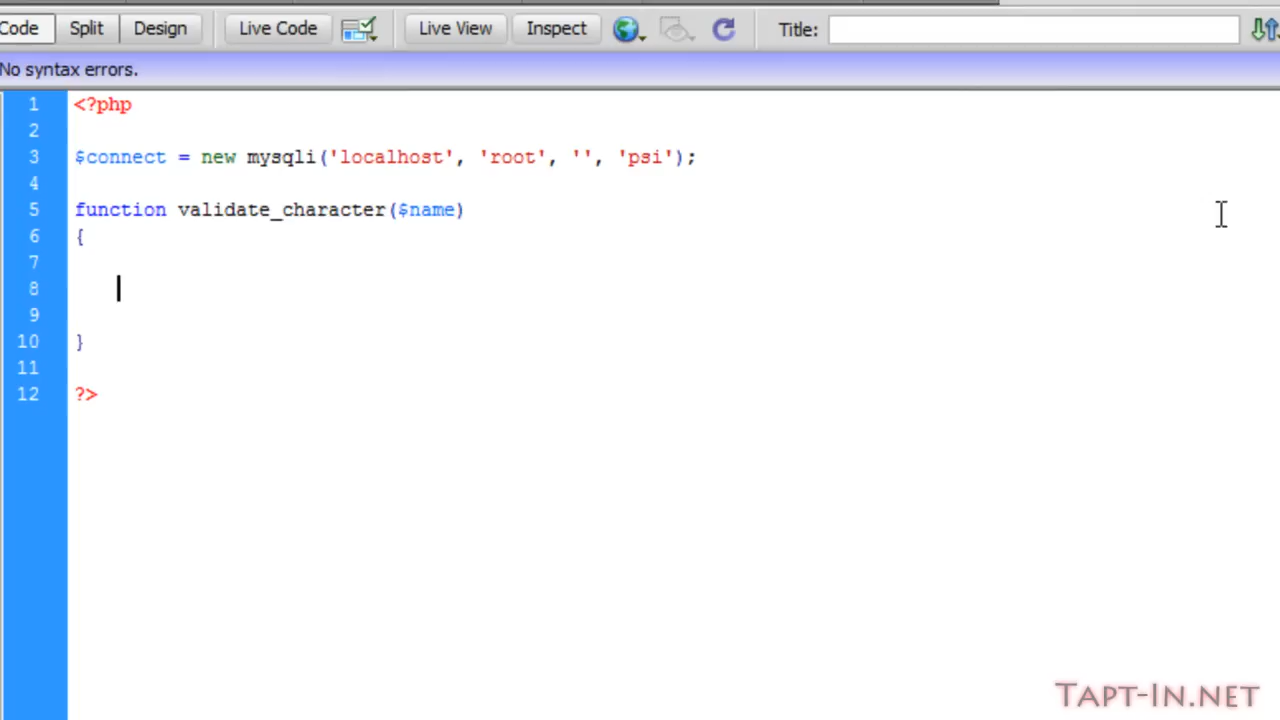 Code Split Design Live Code Live View Inspect Title:
No syntax errors.
1 <?php
2
3 $connect = new mysqli('localhost', 'root', '', 'psi');
4
5 function validate_character($name)
6 {
7
8
9
10 }
11
12 ?>
TAPT-IN.NET